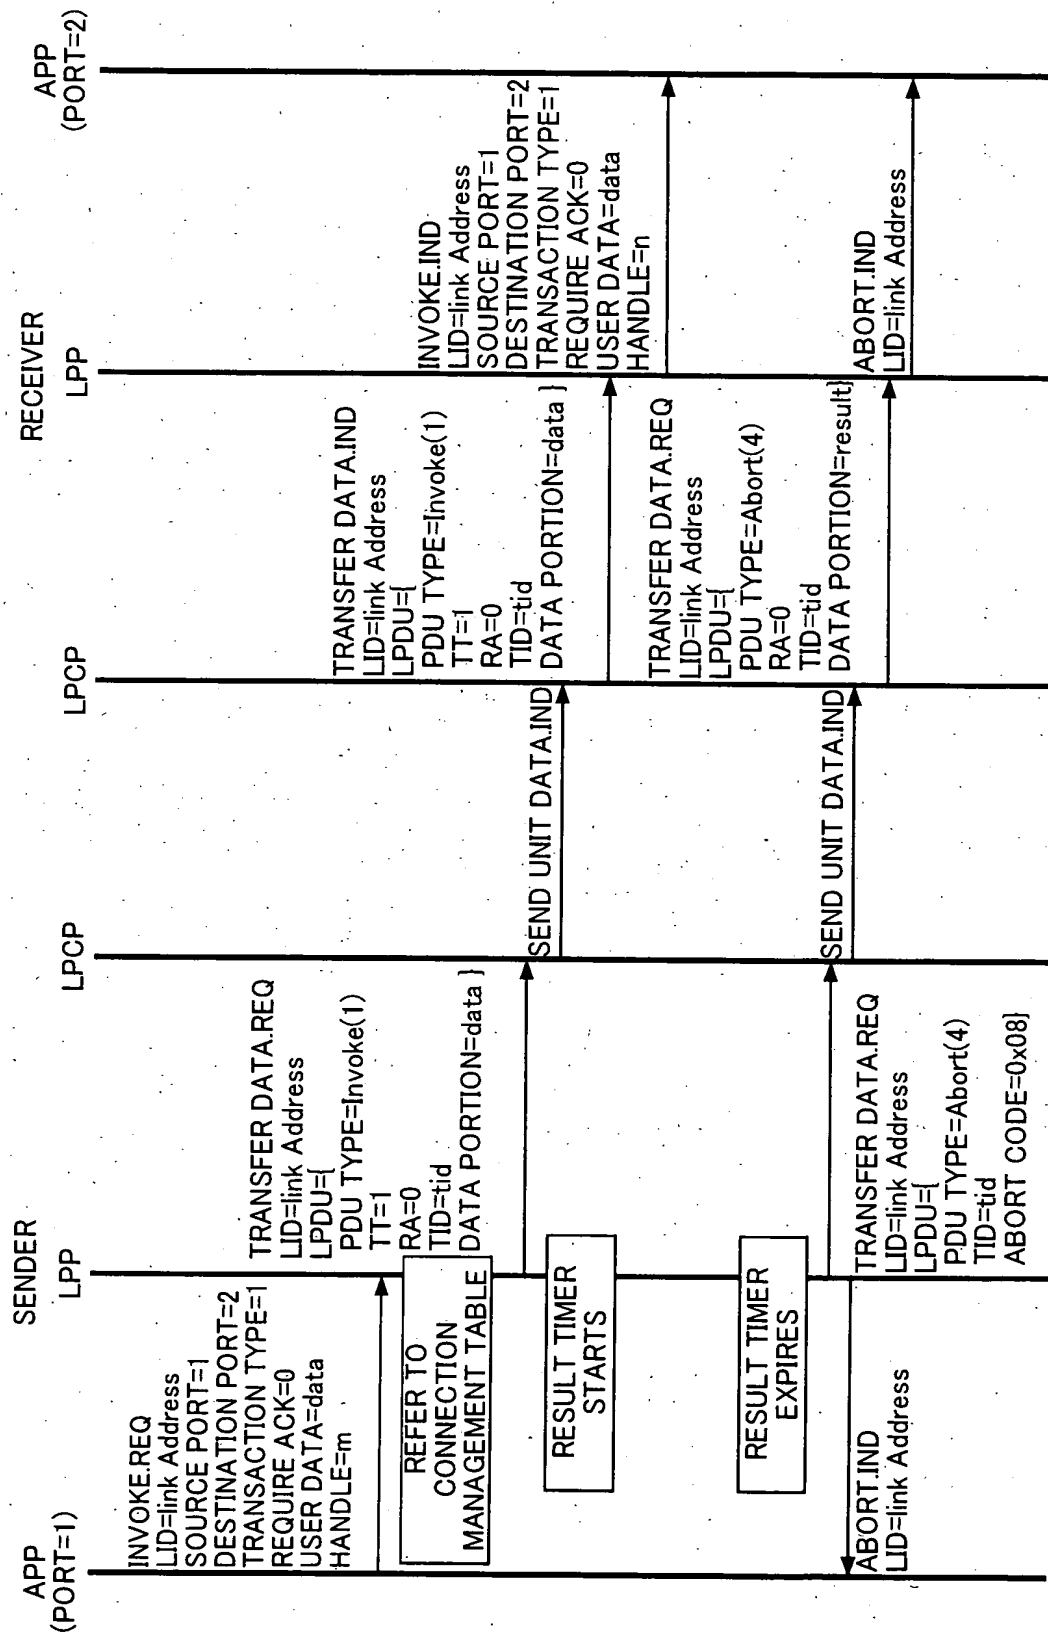 SENDER
RECEIVER
APP
(PORT=1)
LPP
LPCP
LPCP
LPP
APP
(PORT=2)
INVOKE.REQ
LID=link Address
SOURCE PORT=1
DESTINATION PORT=2
TRANSACTION TYPE=1
REQUIRE ACK=0
USER DATA=data
HANDLE=m
REFER TO
CONNECTION
MANAGEMENT TABLE
TRANSFER DATA.REQ
LID=link Address
LPDU={
PDU TYPE=Invoke(1)
TT=1
RA=0
TID=tid
DATA PORTION=data }
RESULT TIMER
STARTS
SEND UNIT DATA.IND
TRANSFER DATA.IND
LID=link Address
LPDU={
PDU TYPE=Invoke(1)
TT=1
RA=0
TID=tid
DATA PORTION=data }
INVOKE.IND
LID=link Address
SOURCE PORT=1
DESTINATION PORT=2
TRANSACTION TYPE=1
REQUIRE ACK=0
USER DATA=data
HANDLE=n
RESULT TIMER
EXPIRES
ABORT.IND
LID=link Address
TRANSFER DATA.REQ
LID=link Address
LPDU={
PDU TYPE=Abort(4)
TID=tid
ABORT CODE=0x08}
SEND UNIT DATA.IND
TRANSFER DATA.REQ
LID=link Address
LPDU={
PDU TYPE=Abort(4)
RA=0
TID=tid
DATA PORTION=result}
ABORT.IND
LID=link Address